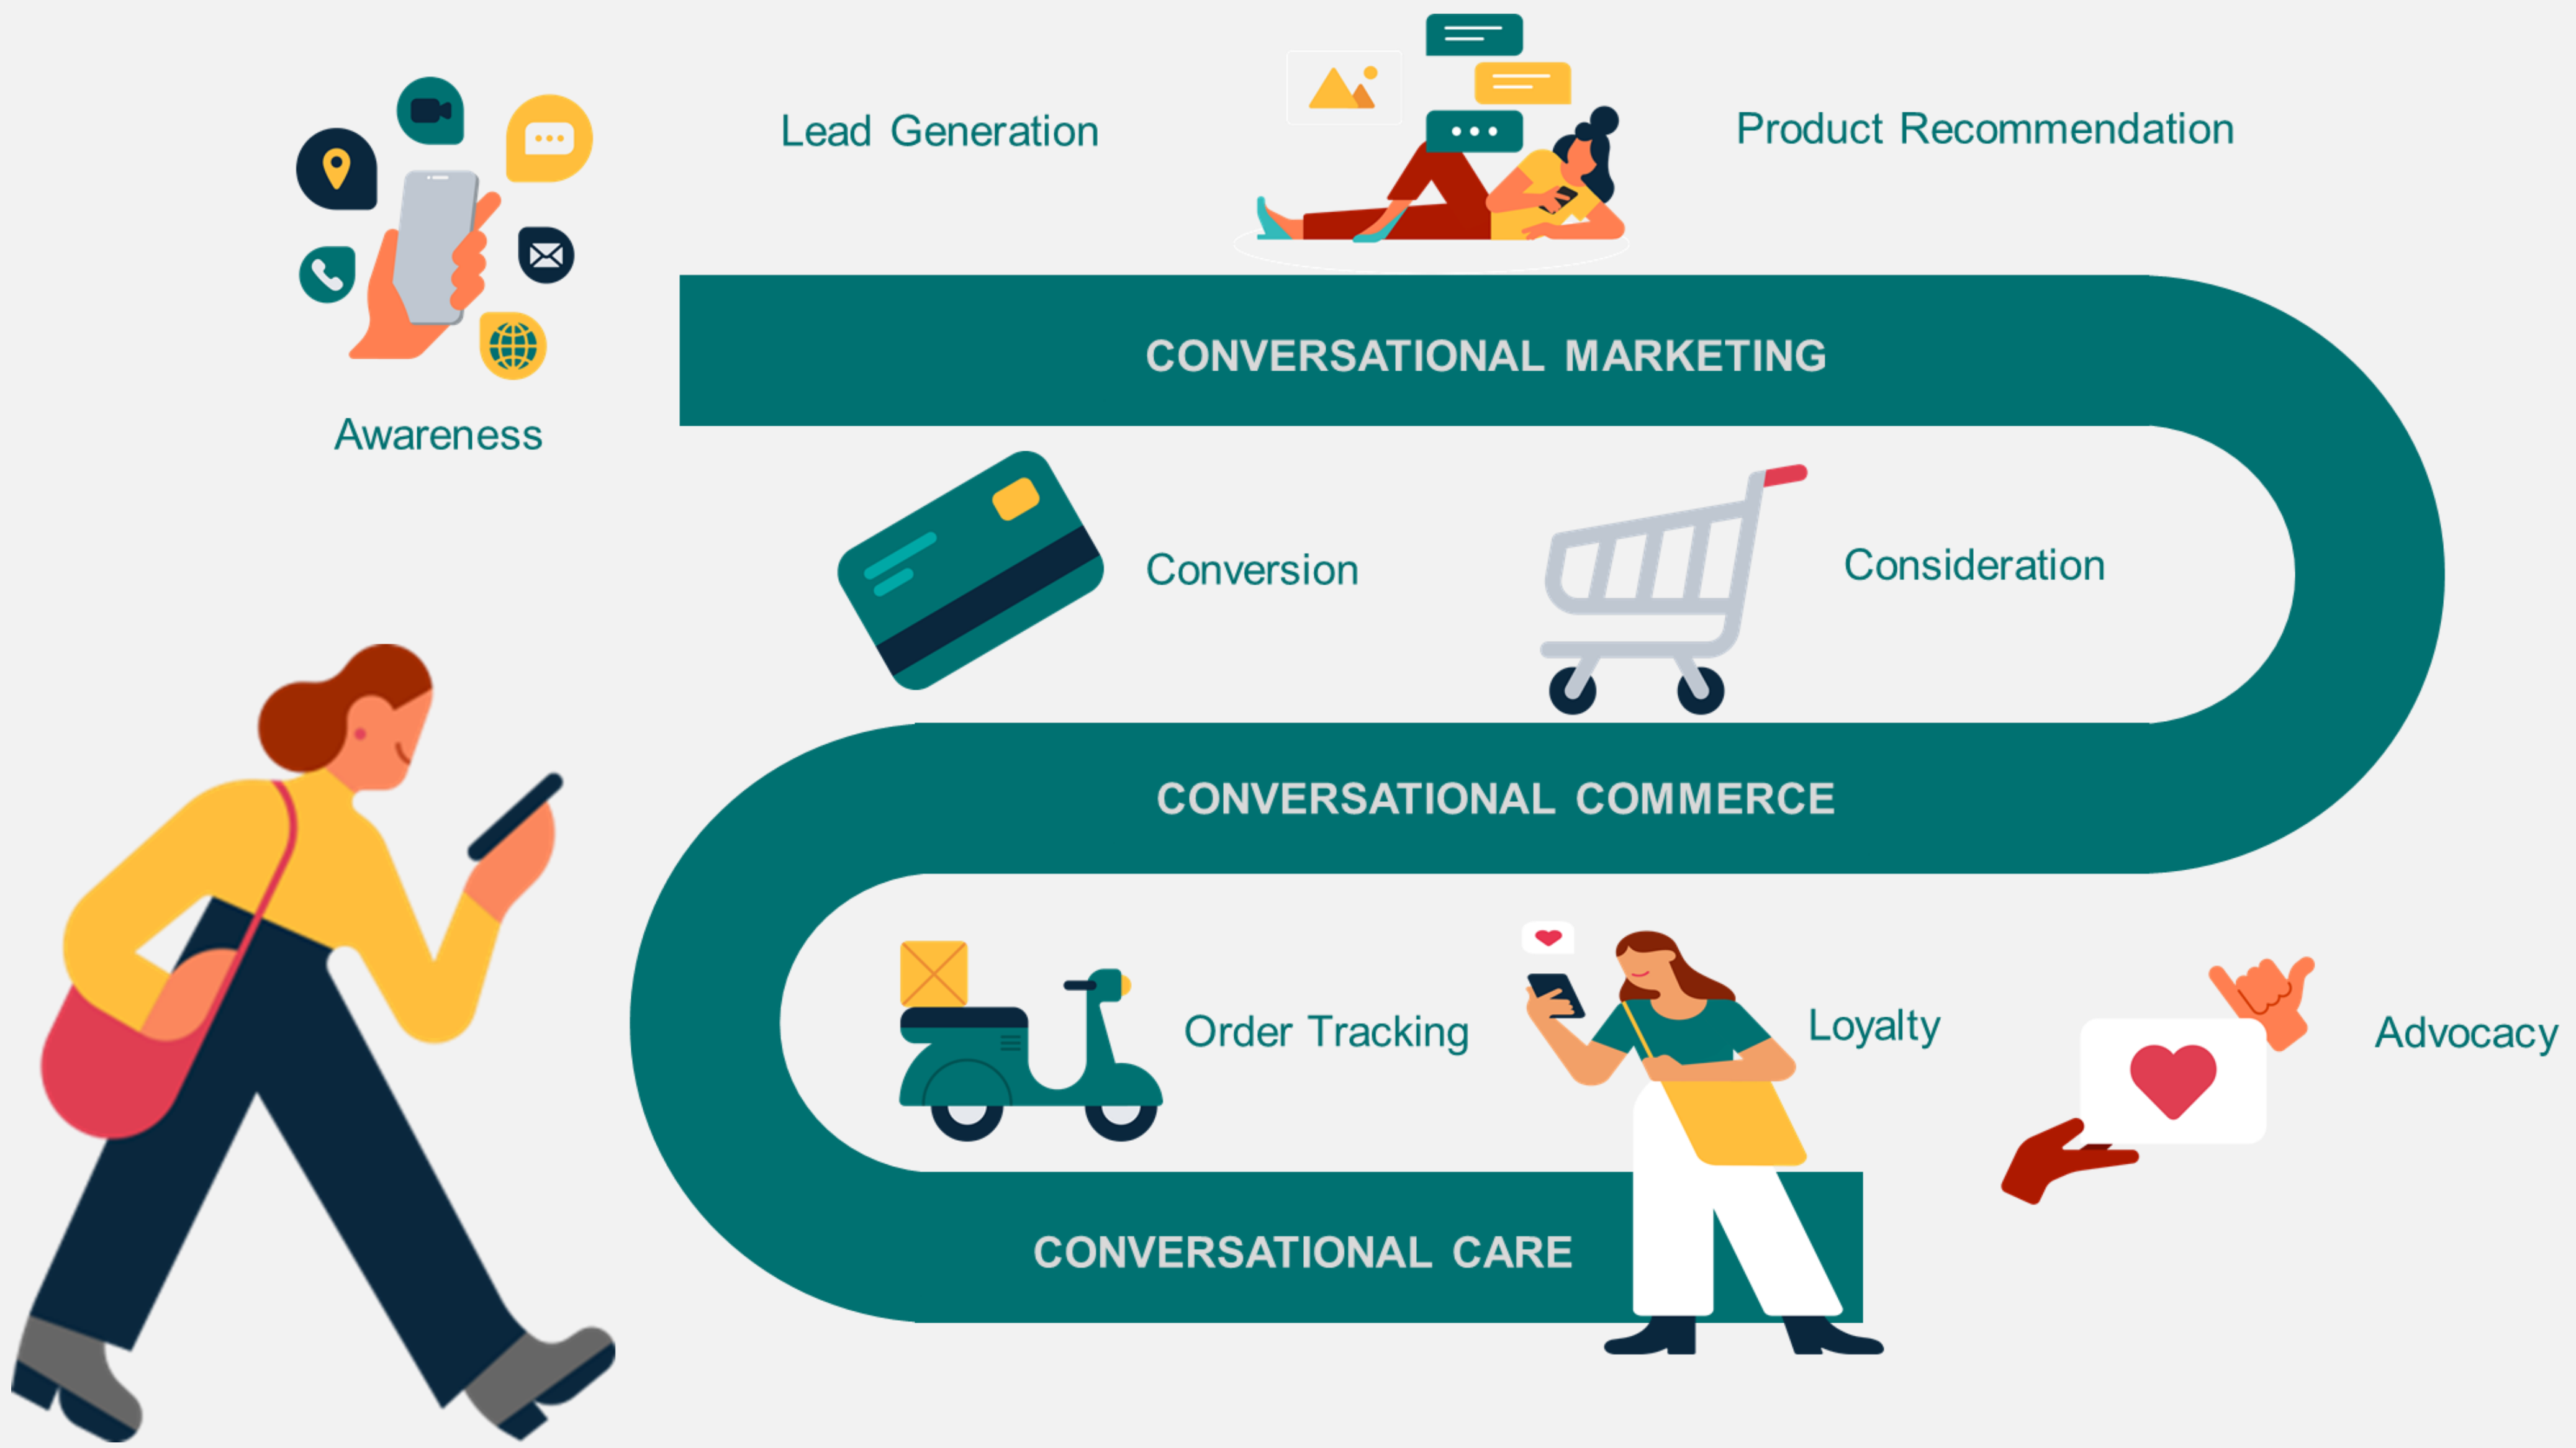 Lead Generation
Product Recommendation
Awareness
CONVERSATIONAL MARKETING
Conversion
Consideration
CONVERSATIONAL COMMERCE
Order Tracking
Loyalty
Advocacy
CONVERSATIONAL CARE